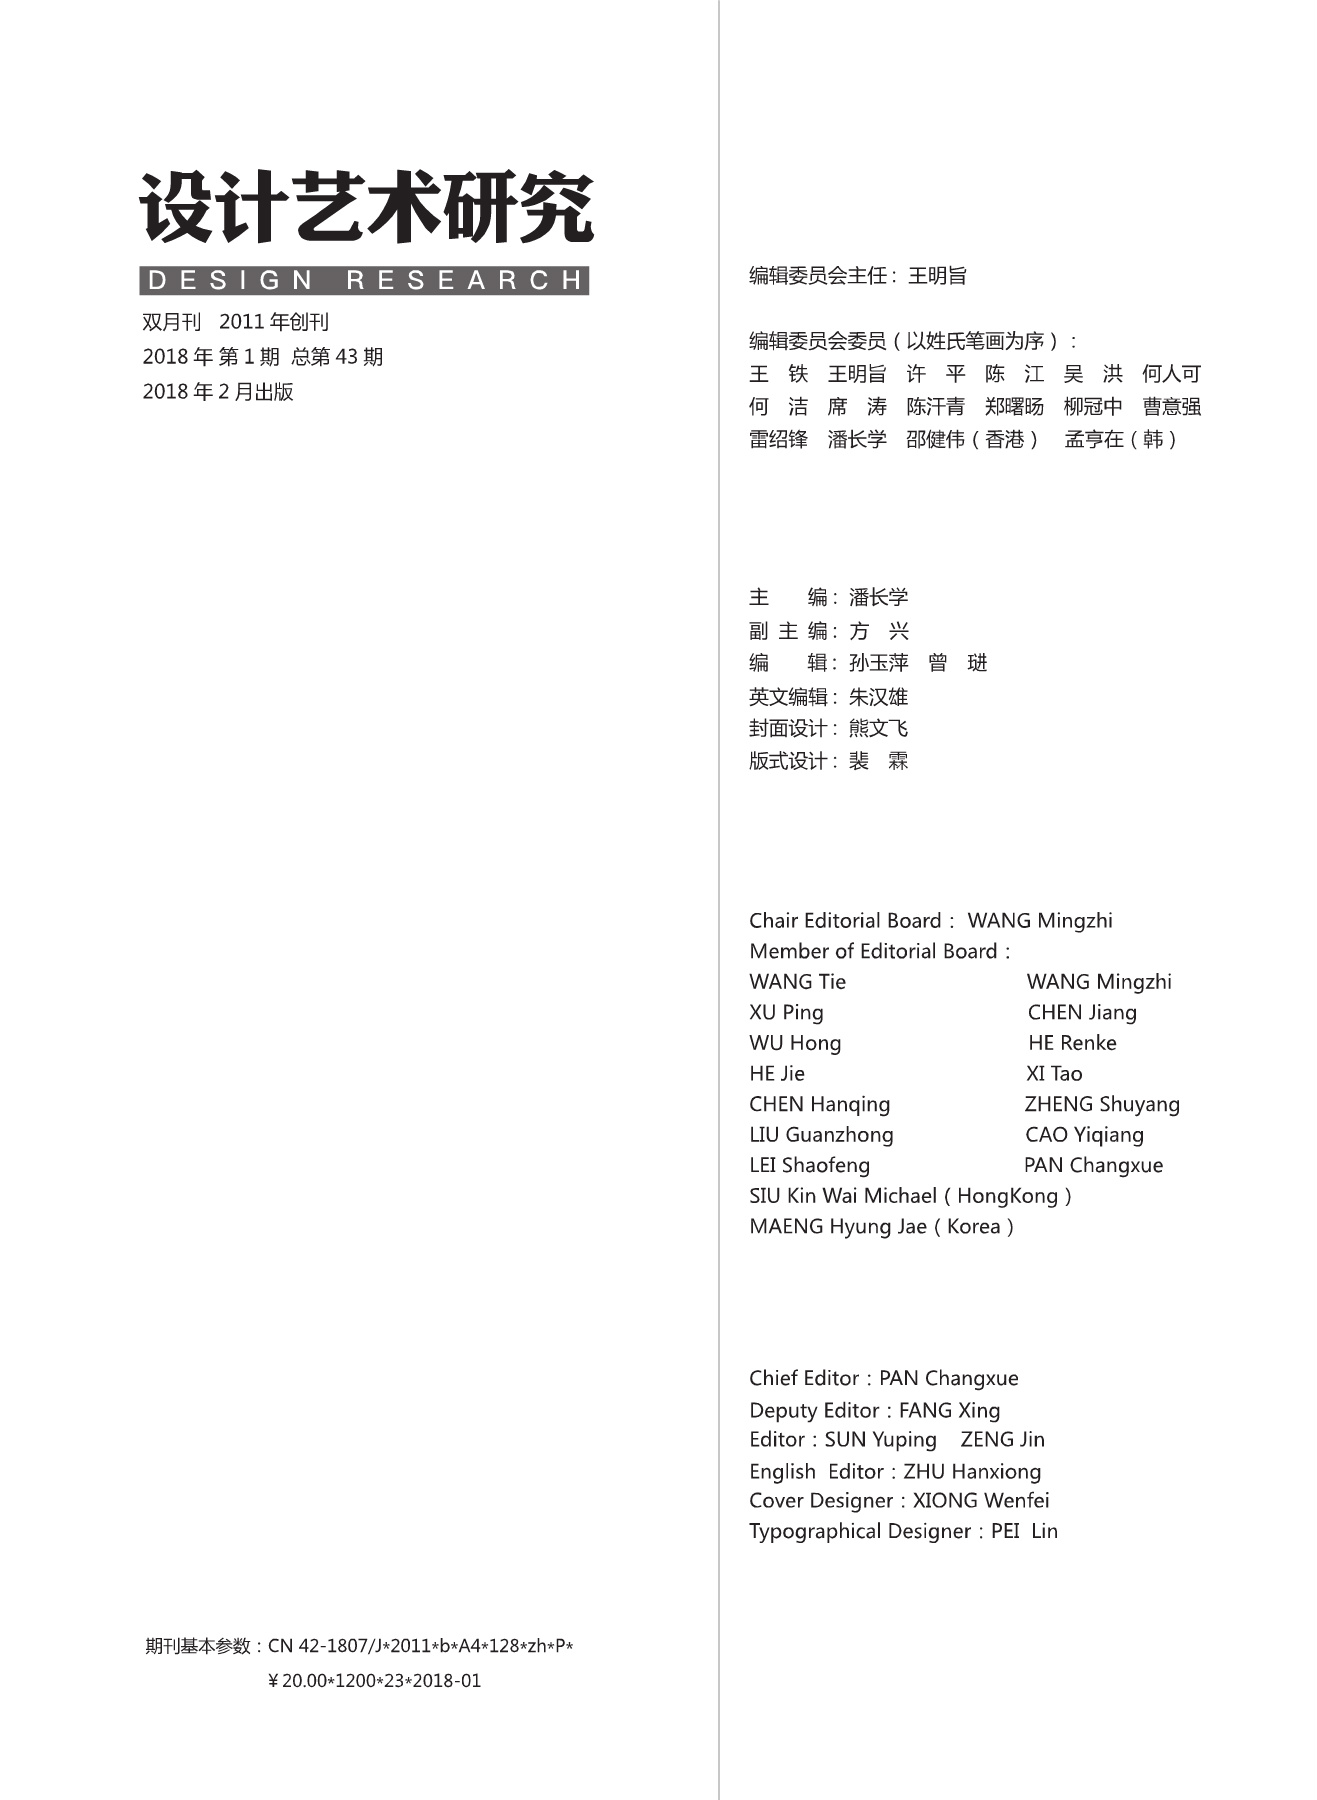 设计艺术研究
DESIGN RESEARCH
双月刊 2011 年创刊
2018 年 第 1 期 总第 43 期
2018 年 2 月出版
期刊基本参数：CN 42-1807/J*2011*b*A4*128*zh*P*
¥ 20.00*1200*23*2018-01
编辑委员会主任：王明旨
编辑委员会委员（以姓氏笔画为序）：
王 铁 王明旨 许 平 陈 江 吴 洪 何人可
何 洁 席 涛 陈汗青 郑曙旸 柳冠中 曹意强
雷绍锋 潘长学 邵健伟（香港） 孟亨在（韩）
主 编：潘长学
副 主 编：方 兴
编 辑：孙玉萍 曾 琎
英文编辑：朱汉雄
封面设计：熊文飞
版式设计：裴 霖
Chair Editorial Board： WANG Mingzhi
Member of Editorial Board：
WANG Tie WANG Mingzhi
XU Ping CHEN Jiang
WU Hong HE Renke
HE Jie XI Tao
CHEN Hanqing ZHENG Shuyang
LIU Guanzhong CAO Yiqiang
LEI Shaofeng PAN Changxue
SIU Kin Wai Michael（HongKong）
MAENG Hyung Jae（Korea）
Chief Editor：PAN Changxue
Deputy Editor：FANG Xing
Editor：SUN Yuping ZENG Jin
English Editor：ZHU Hanxiong
Cover Designer：XIONG Wenfei
Typographical Designer：PEI Lin